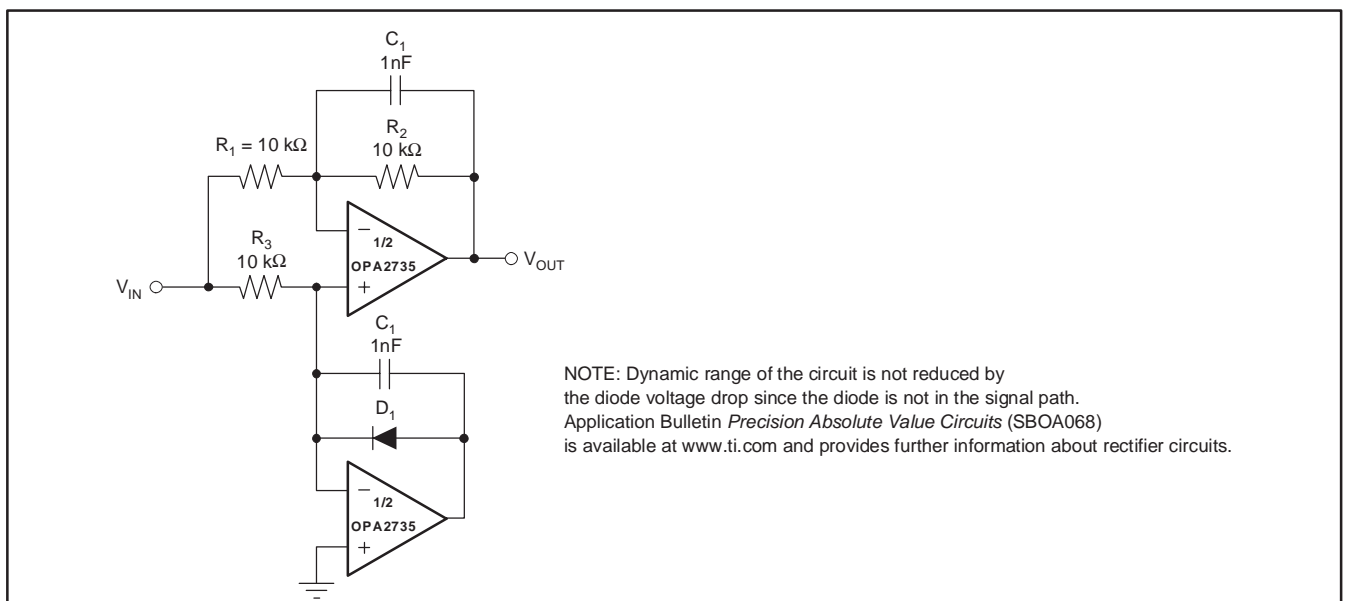 C1
1nF
R2
10 kΩ
R1 = 10 kΩ
−
1/2
OPA2735
+
R3
10 kΩ
VIN
VOUT
C1
1nF
D1
−
1/2
OPA2735
+
NOTE: Dynamic range of the circuit is not reduced by
the diode voltage drop since the diode is not in the signal path.
Application Bulletin Precision Absolute Value Circuits (SBOA068)
is available at www.ti.com and provides further information about rectifier circuits.